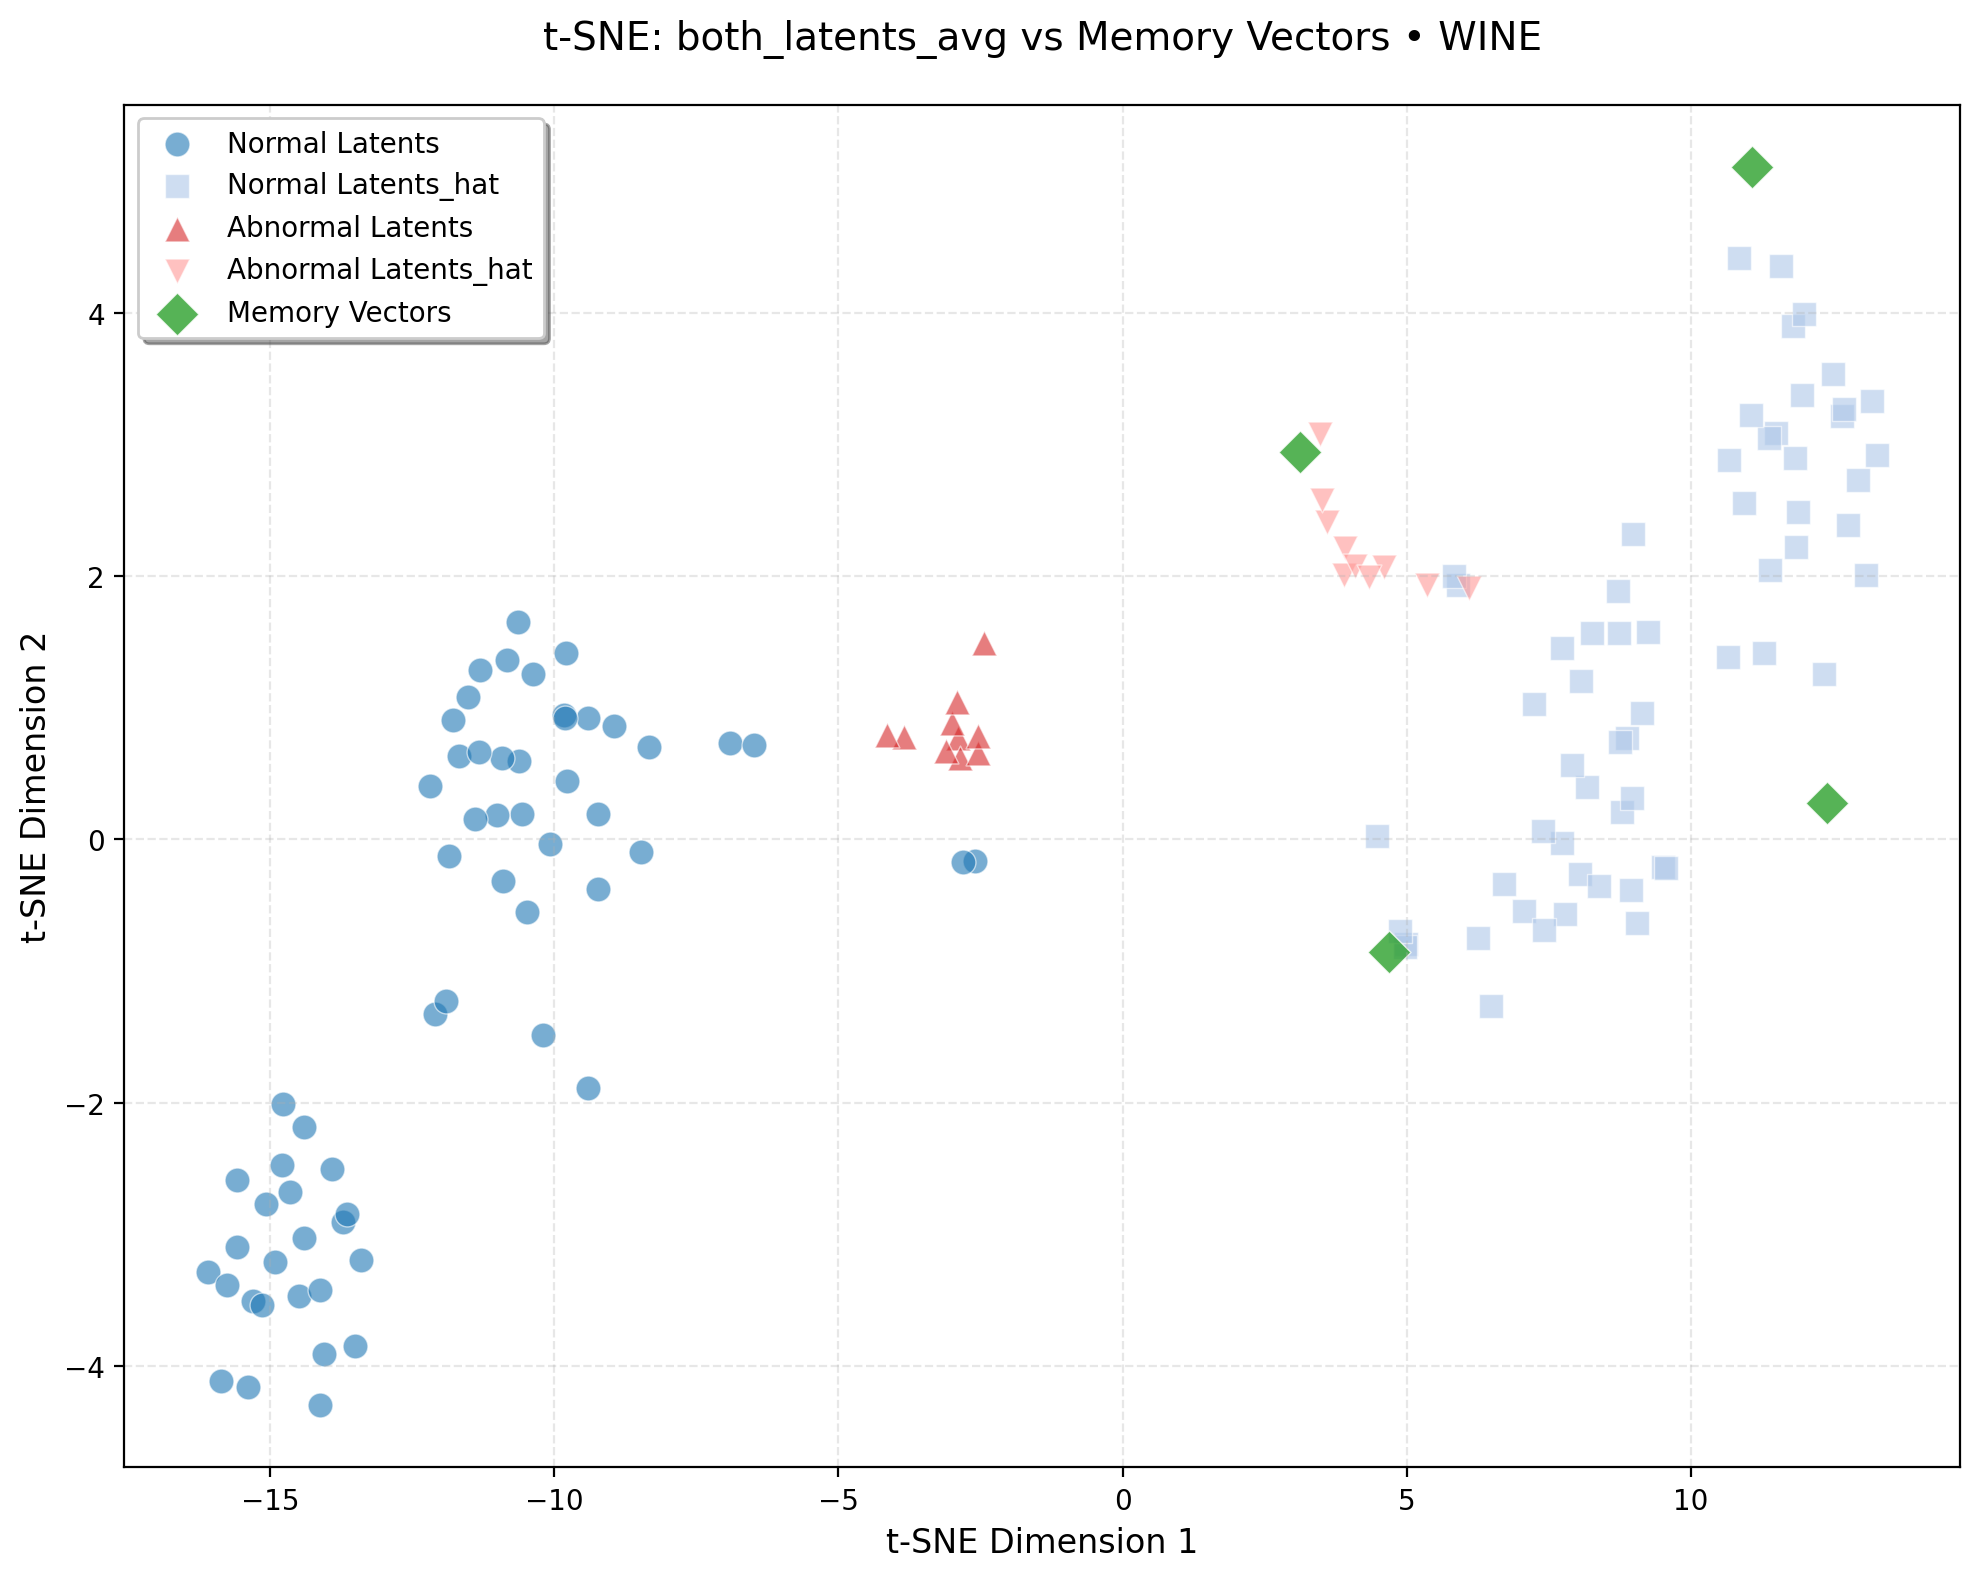 t-SNE: both_latents_avg vs Memory Vectors • WINE
Normal Latents
Normal Latents_hat
Abnormal Latents
Abnormal Latents_hat
Memory Vectors
t-SNE Dimension 2
4
2
0
−2
−4
−15
−10
−5
0
5
10
t-SNE Dimension 1